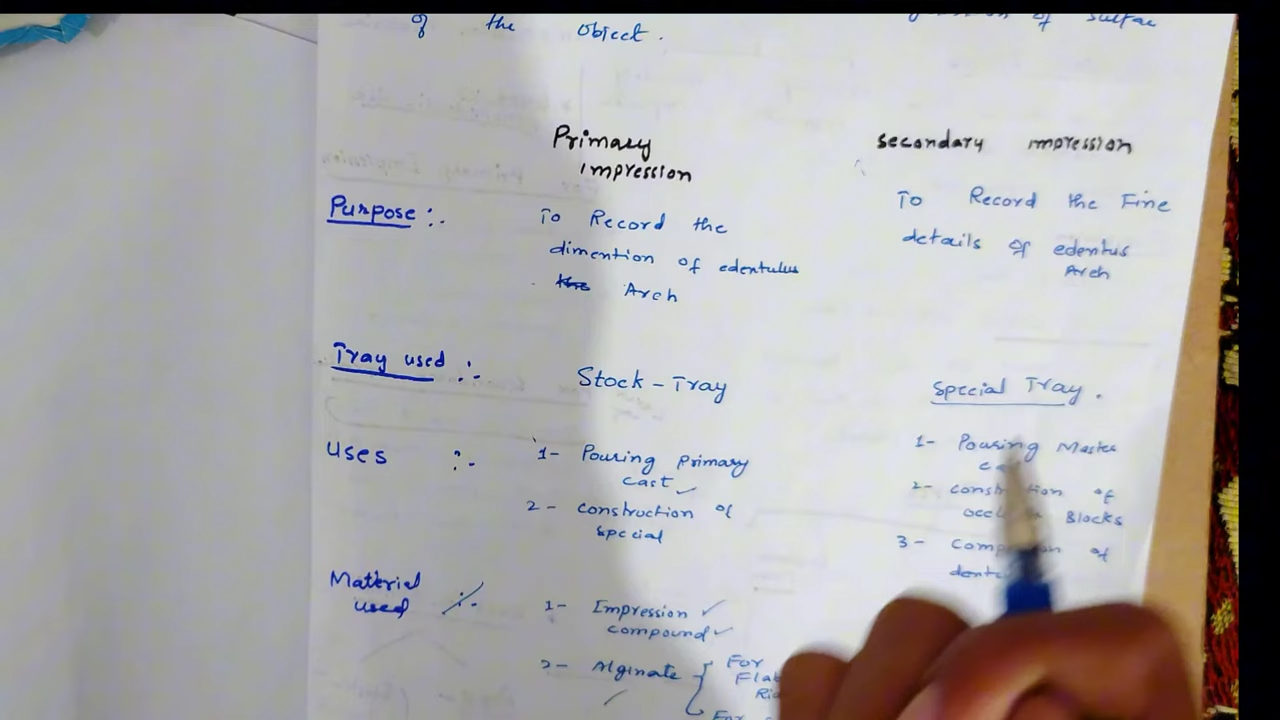 of the object.
of
Primary
impression
secondary impression
Purpose :-
To Record the
dimention of edentulus
Arch
To Record the Fine
details of edentus
Arch
Tray used :-
Stock - Tray
Special Tray.
Uses :-
1- Pouring primary
cast
2- construction of
special
1- Pouring Master
2- of
Blocks
3- of
Material
used :-
1- Impression
compound
2- Alginate
For